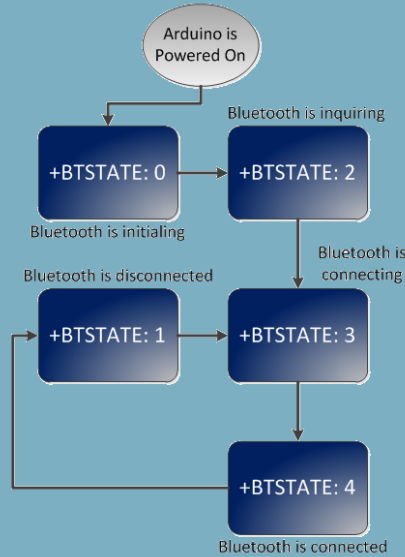 Arduino is
Powered On
Bluetooth is inquiring
+BTSTATE: 0
+BTSTATE: 2
Bluetooth is initialing
Bluetooth is
connecting
Bluetooth is disconnected
+BTSTATE: 1
+BTSTATE: 3
+BTSTATE: 4
Bluetooth is connected